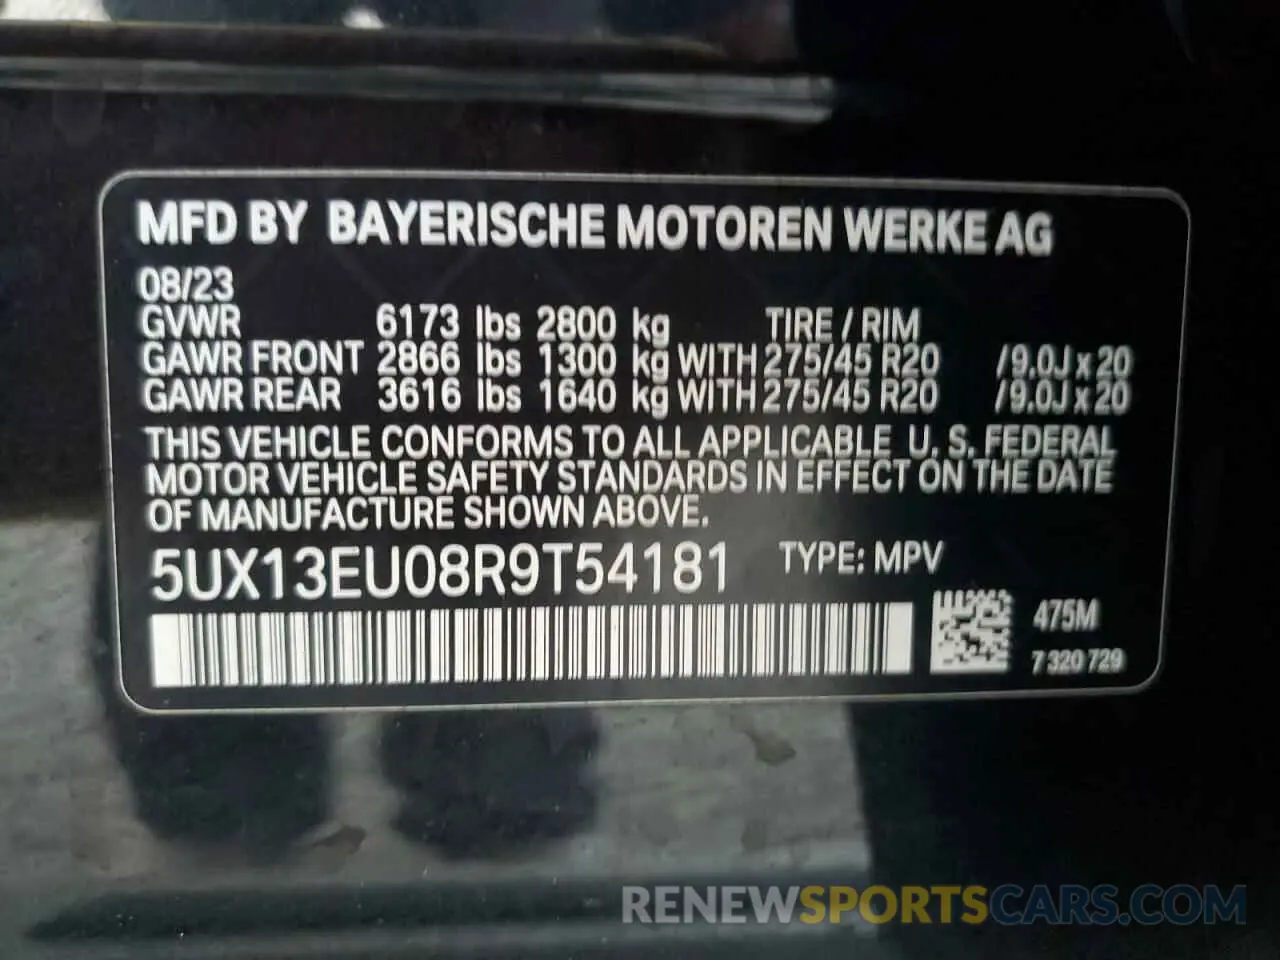 MFD BY BAYERISCHE MOTOREN WERKE AG
08/23
GVWR 6173 lbs 2800 kg TIRE / RIM
GAWR FRONT 2866 lbs 1300 kg WITH 275/45 R20 /9.0J x 20
GAWR REAR 3616 lbs 1640 kg WITH 275/45 R20 /9.0J x 20
THIS VEHICLE CONFORMS TO ALL APPLICABLE U. S. FEDERAL
MOTOR VEHICLE SAFETY STANDARDS IN EFFECT ON THE DATE
OF MANUFACTURE SHOWN ABOVE.
5UX13EU08R9T54181 TYPE: MPV
475M
7 320 729
RENEWSPORTSCARS.COM